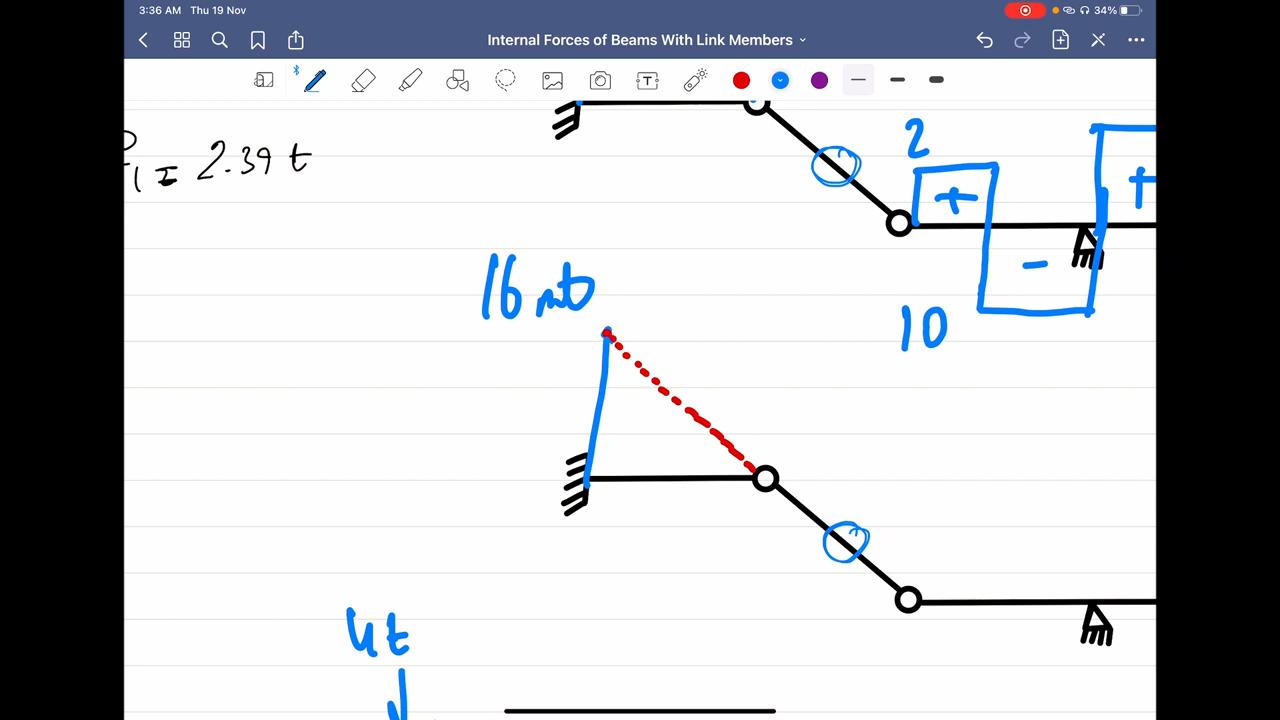 3:36 AM Thu 19 Nov
34%
Internal Forces of Beams With Link Members
T
1 = 2.39 t
2
+
+
-
10
16 mt
4t